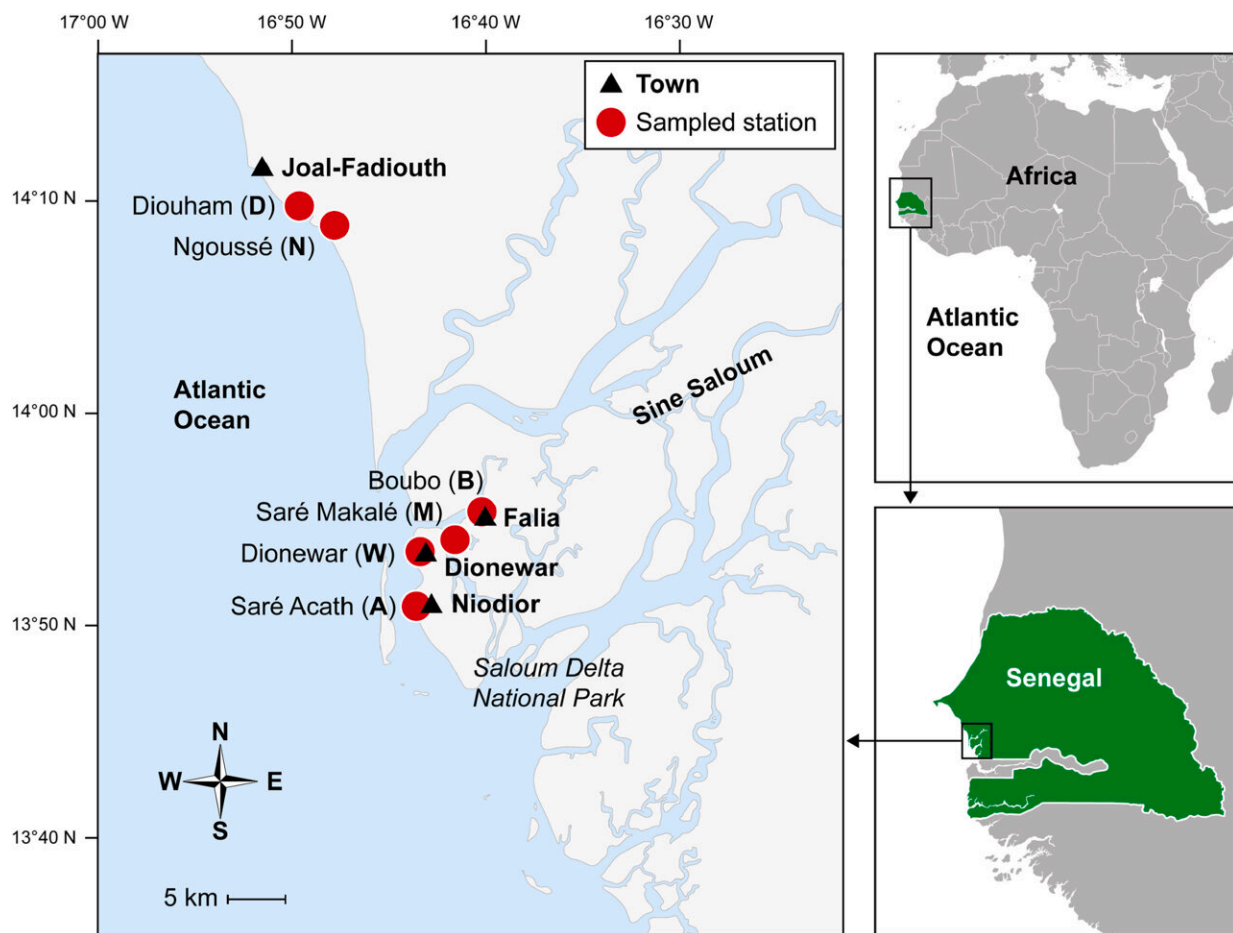 17°00 W
16°50 W
16°40 W
16°30 W
Town
Sampled station
Joal-Fadiouth
14°10 N
Diouham (D)
Ngoussé (N)
Atlantic
Ocean
Sine Saloum
14°00 N
Boubo (B)
Saré Makalé (M)
Falia
Dionewar (W)
Dionewar
Saré Acath (A)
Niodior
13°50 N
Saloum Delta
National Park
N
W
E
S
13°40 N
5 km
Africa
Atlantic
Ocean
Senegal